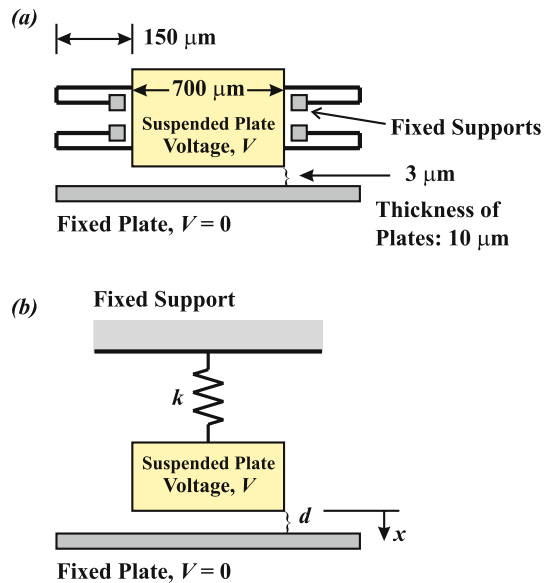 (a)
150 μm
700 μm
Suspended Plate
Voltage, V
Fixed Supports
3 μm
Fixed Plate, V = 0
Thickness of
Plates: 10 μm
(b)
Fixed Support
k
Suspended Plate
Voltage, V
d
x
Fixed Plate, V = 0